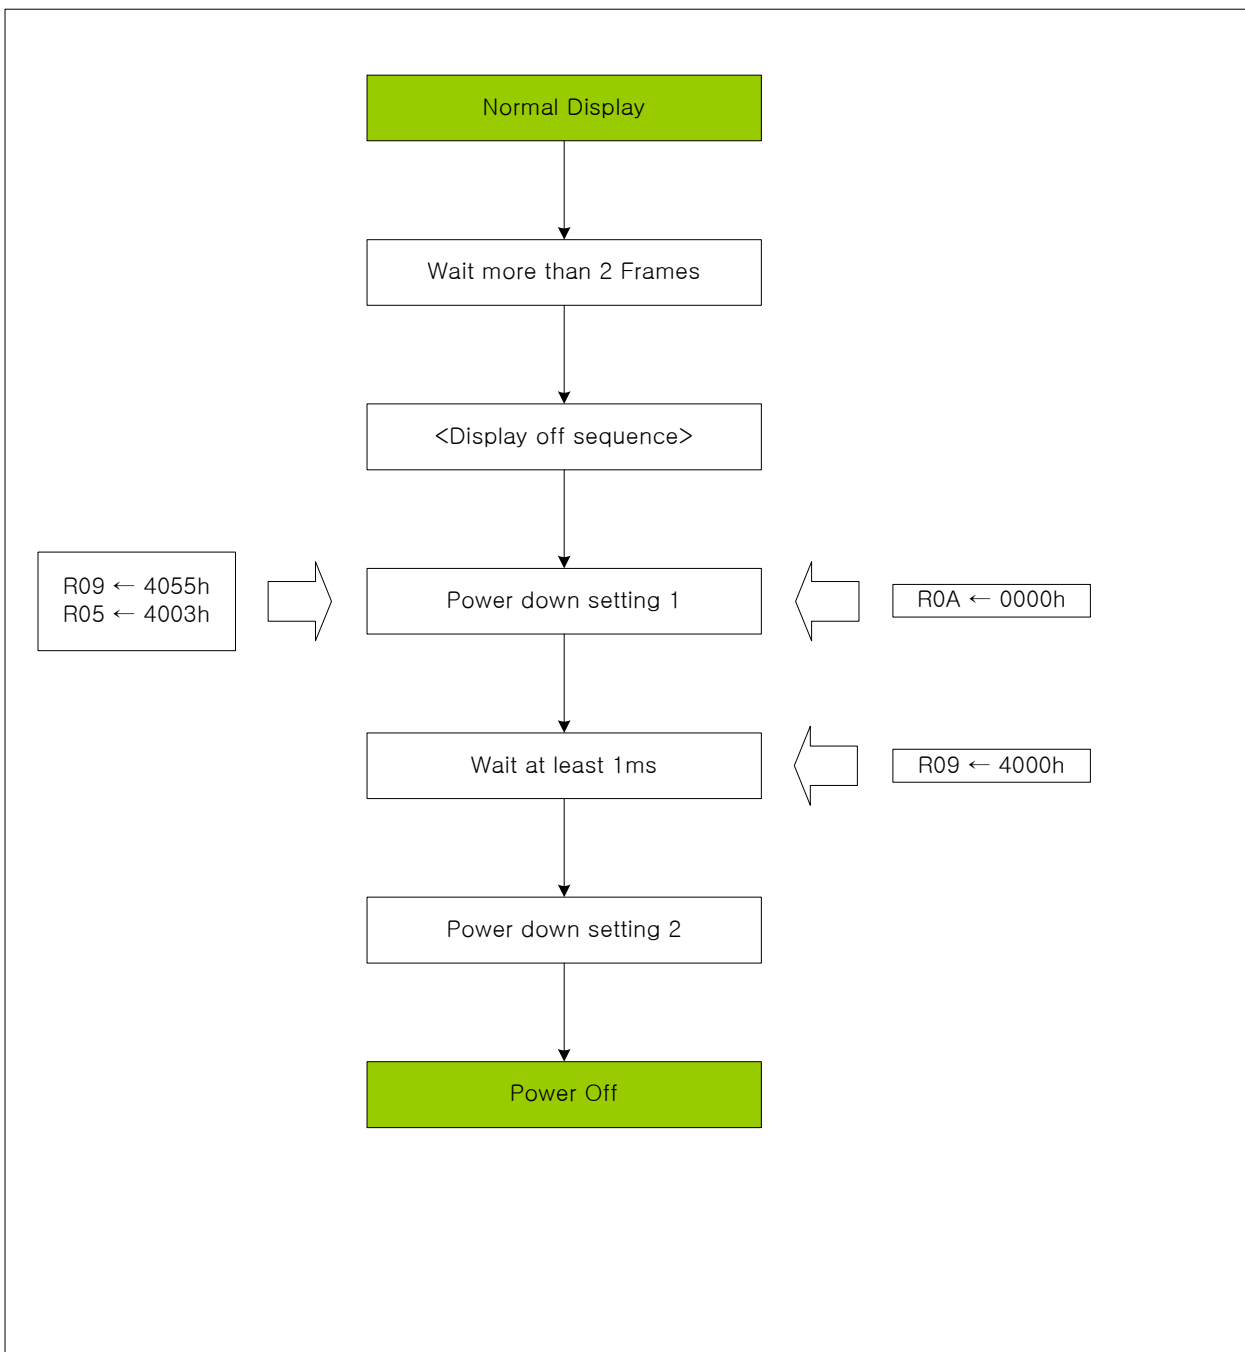 Normal Display
Wait more than 2 Frames
<Display off sequence>
R09 ← 4055h
R05 ← 4003h
Power down setting 1
R0A ← 0000h
Wait at least 1ms
R09 ← 4000h
Power down setting 2
Power Off